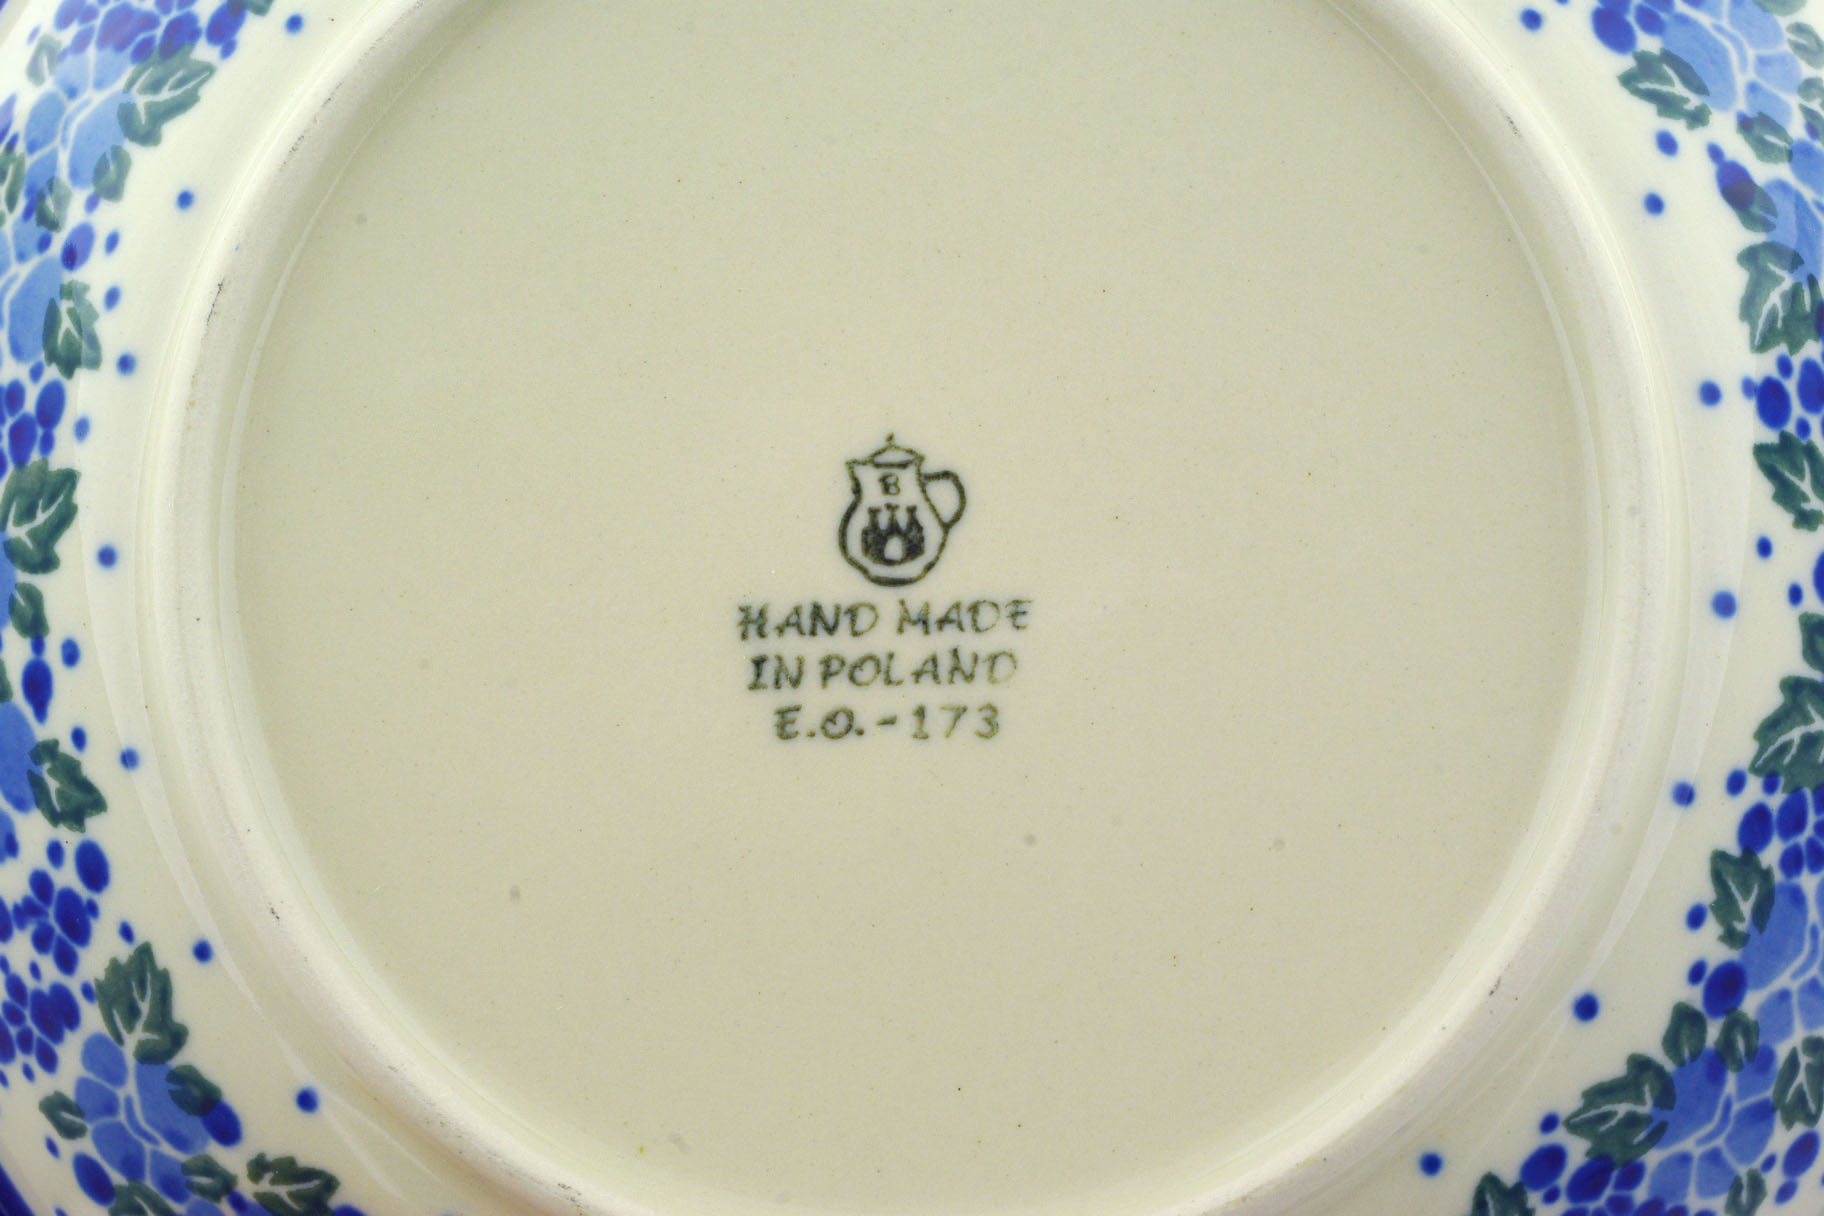 B
HAND MADE
IN POLAND
E.O.-173